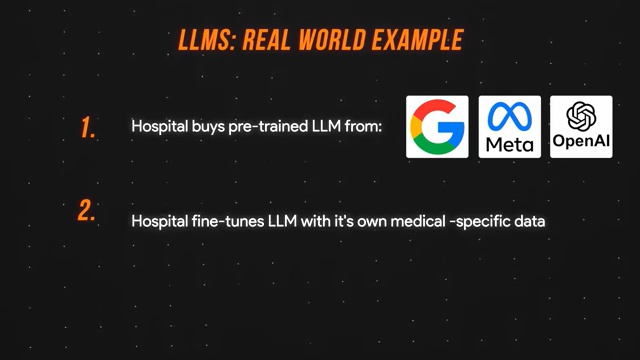 LLMS: REAL WORLD EXAMPLE
1. Hospital buys pre-trained LLM from:
Meta
OpenAI
2. Hospital fine-tunes LLM with it's own medical -specific data